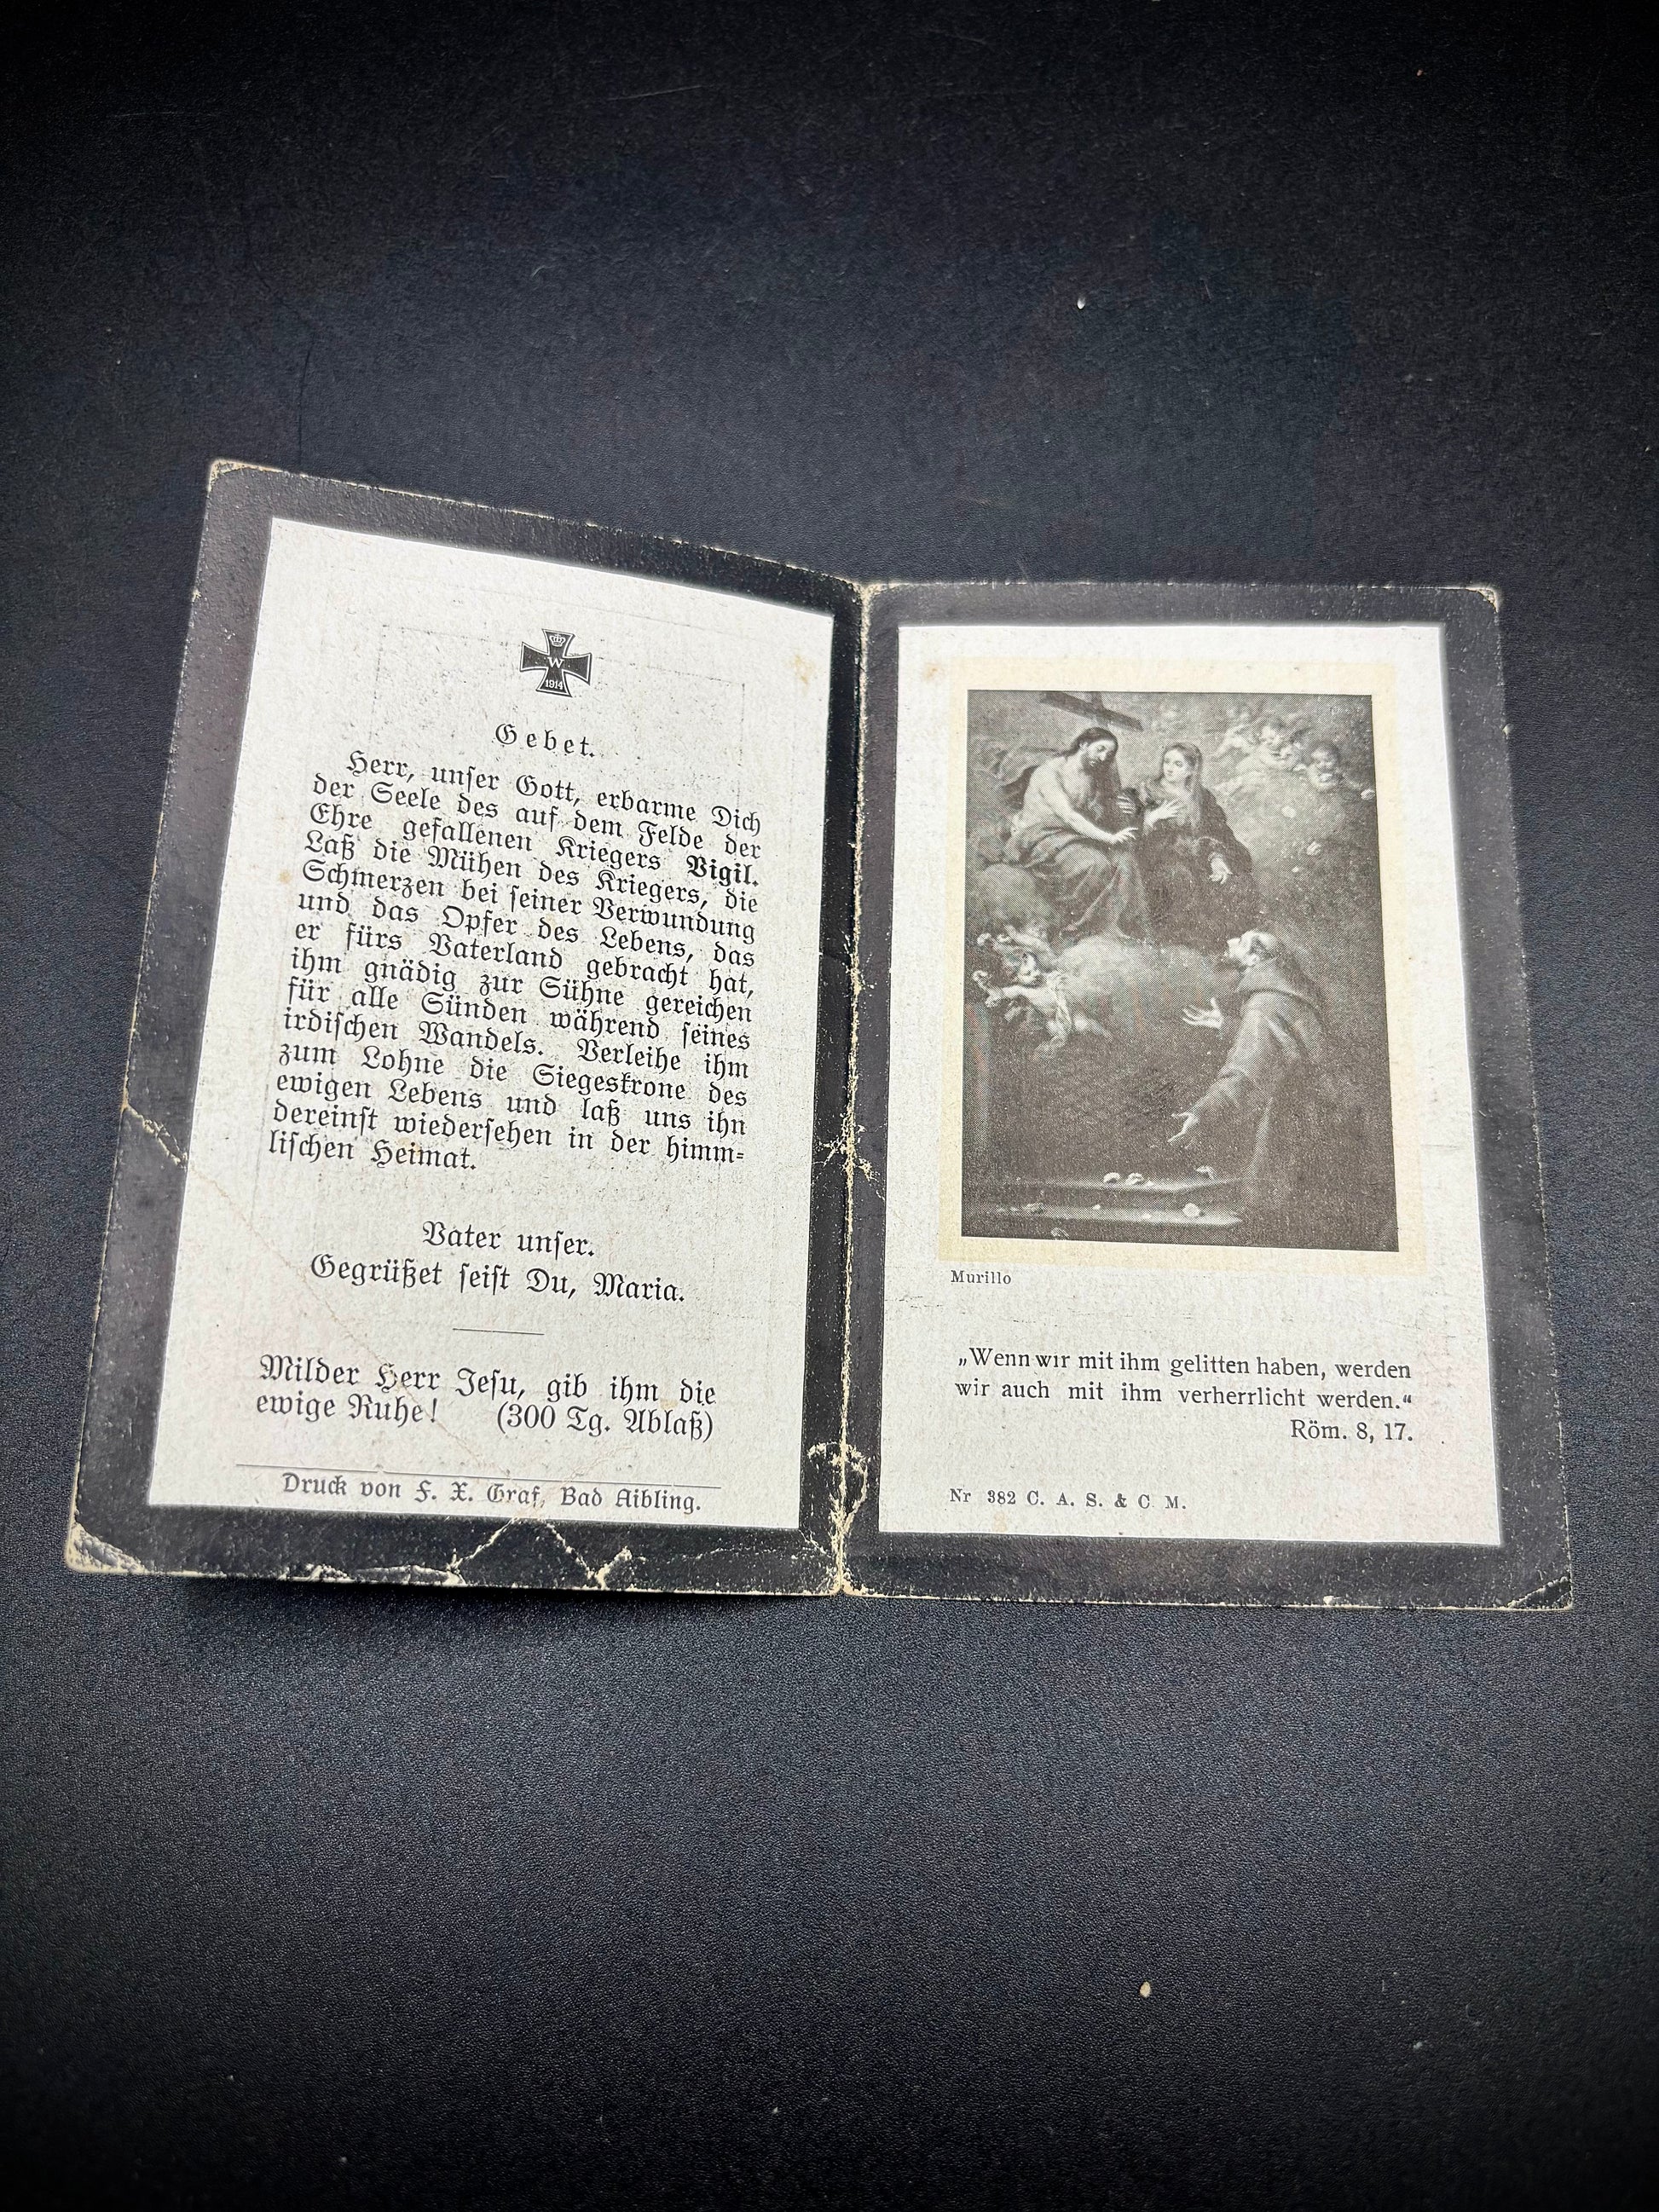 W
1914
Gebet.
Herr, unser Gott, erbarme Dich
der Seele des auf dem Felde der
Ehre gefallenen Kriegers Vigil.
Laß die Mühen des Kriegers, die
Schmerzen bei seiner Verwundung
und das Opfer des Lebens, das
er fürs Vaterland gebracht hat,
ihm gnädig zur Sühne gereichen
für alle Sünden während seines
irdischen Wandels. Verleihe ihm
zum Lohne die Siegeskrone des
ewigen Lebens und laß uns ihn
dereinst wiedersehen in der himm-
lischen Heimat.
Vater unser.
Gegrüßet seist Du, Maria.
Milder Herr Jesu, gib ihm die
ewige Ruhe! (300 Tg. Ablaß)
Druck von F. X. Graf, Bad Aibling.
Murillo
„Wenn wir mit ihm gelitten haben, werden
wir auch mit ihm verherrlicht werden.“
Röm. 8, 17.
Nr 382 C. A. S. & C M.